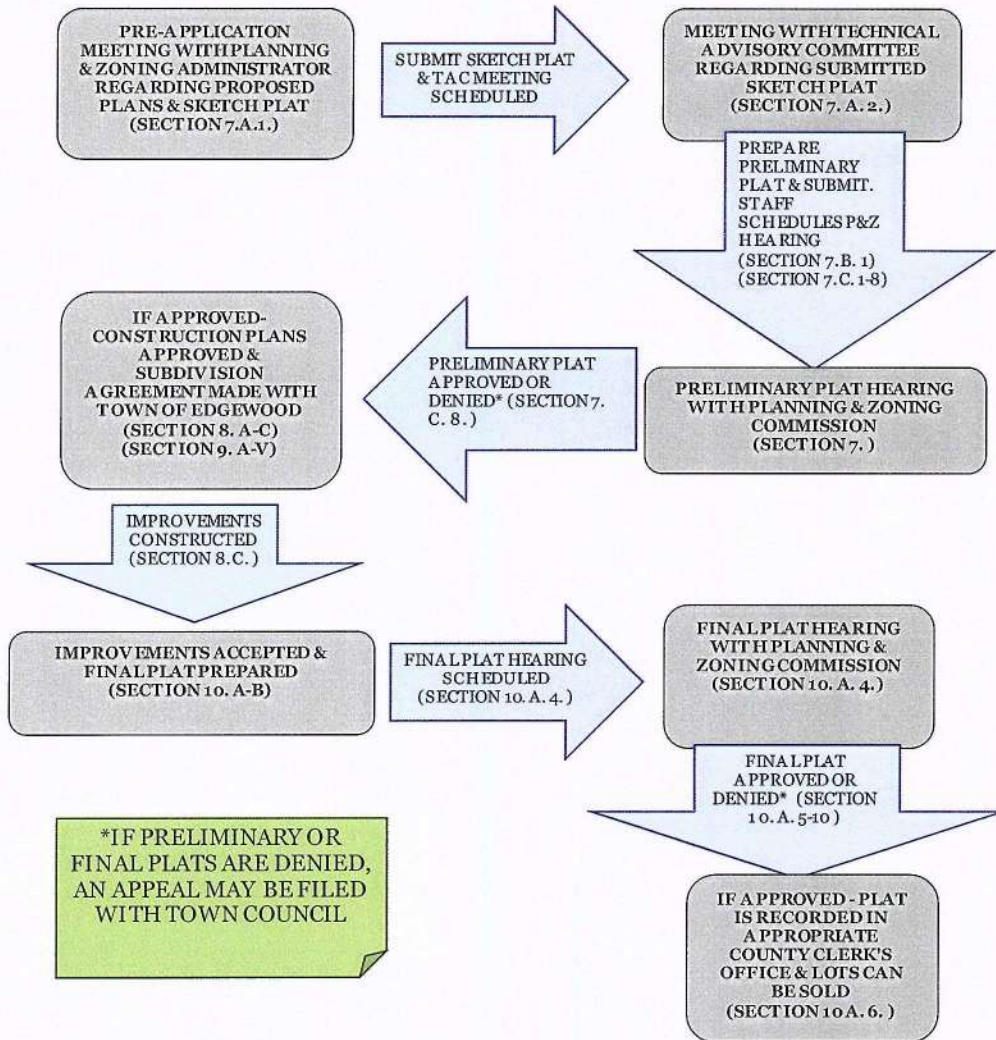 PRE-APPLICATION
MEETING WITH PLANNING
& ZONING ADMINISTRATOR
REGARDING PROPOSED
PLANS & SKETCH PLAT
(SECTION 7.A.1.)
SUBMIT SKETCH PLAT
& TAC MEETING
SCHEDULED
MEETING WITH TECHNICAL
ADVISORY COMMITTEE
REGARDING SUBMITTED
SKETCH PLAT
(SECTION 7. A. 2.)
PREPARE
PRELIMINARY
PLAT & SUBMIT.
STAFF
SCHEDULES P&Z
HEARING
(SECTION 7.B. 1)
(SECTION 7.C. 1-8)
PRELIMINARY PLAT HEARING
WITH PLANNING & ZONING
COMMISSION
(SECTION 7. )
PRELIMINARY PLAT
APPROVED OR
DENIED* (SECTION 7.
C. 8. )
IF APPROVED-
CONSTRUCTION PLANS
APPROVED &
SUBDIVISION
AGREEMENT MADE WITH
TOWN OF EDGEWOOD
(SECTION 8. A-C)
(SECTION 9. A-V)
IMPROVEMENTS
CONSTRUCTED
(SECTION 8.C. )
IMPROVEMENTS ACCEPTED &
FINAL PLAT PREPARED
(SECTION 10. A-B)
FINAL PLAT HEARING
SCHEDULED
(SECTION 10. A. 4. )
FINAL PLAT HEARING
WITH PLANNING &
ZONING COMMISSION
(SECTION 10. A. 4.)
FINAL PLAT
APPROVED OR
DENIED* (SECTION
10. A. 5-10 )
IF APPROVED - PLAT
IS RECORDED IN
APPROPRIATE
COUNTY CLERK'S
OFFICE & LOTS CAN
BE SOLD
(SECTION 10 A. 6. )
*IF PRELIMINARY OR
FINAL PLATS ARE DENIED,
AN APPEAL MAY BE FILED
WITH TOWN COUNCIL